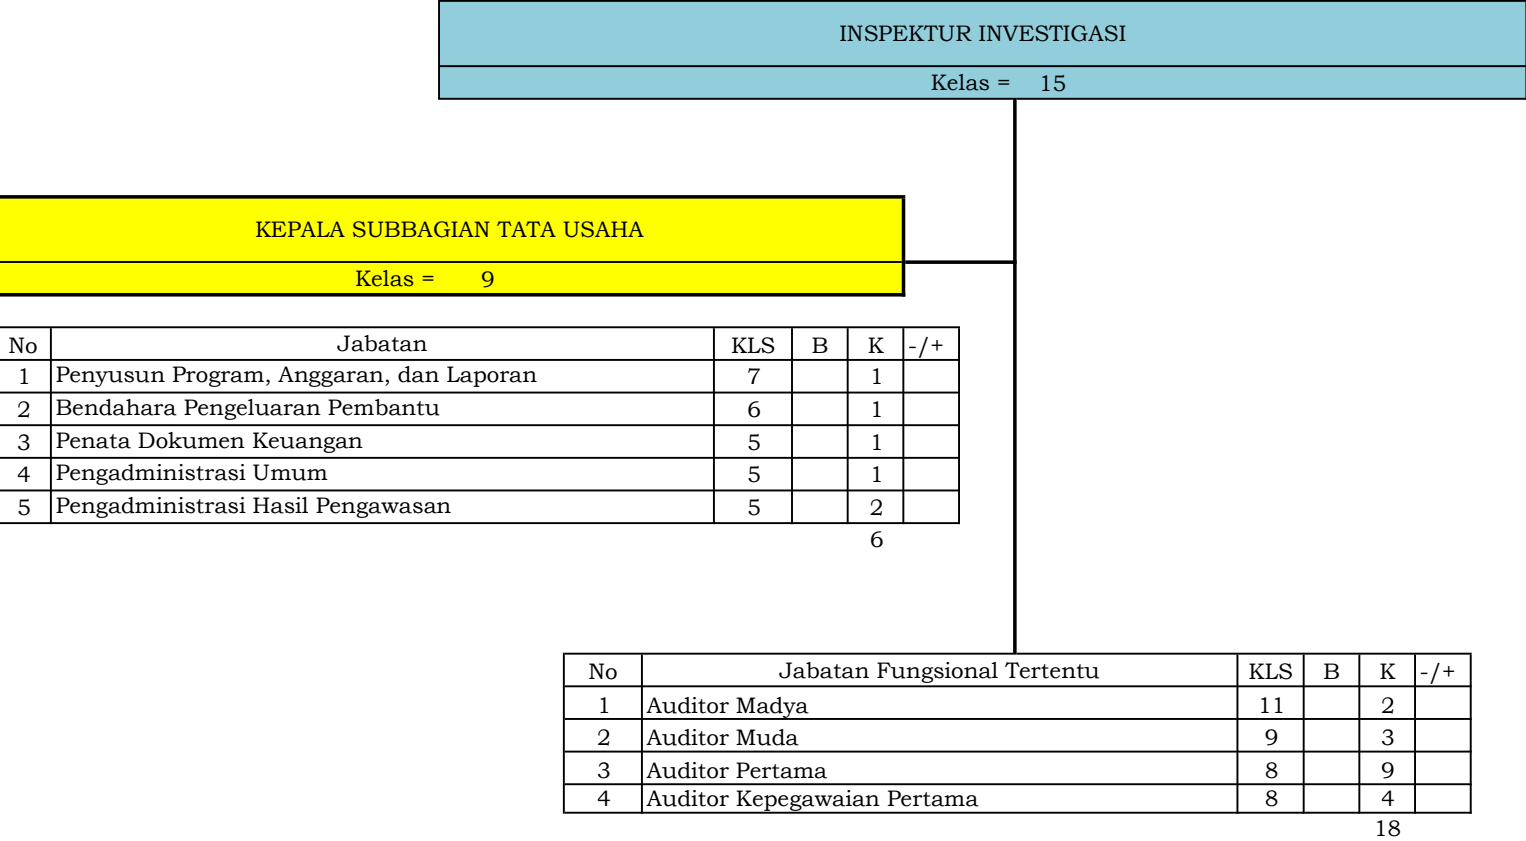 INSPEKTUR INVESTIGASI
Kelas = 15
KEPALA SUBBAGIAN TATA USAHA
Kelas = 9
No Jabatan KLS B K -/+
1 Penyusun Program, Anggaran, dan Laporan 7 1
2 Bendahara Pengeluaran Pembantu 6 1
3 Penata Dokumen Keuangan 5 1
4 Pengadministrasi Umum 5 1
5 Pengadministrasi Hasil Pengawasan 5 2
6
No Jabatan Fungsional Tertentu KLS B K -/+
1 Auditor Madya 11 2
2 Auditor Muda 9 3
3 Auditor Pertama 8 9
4 Auditor Kepegawaian Pertama 8 4
18